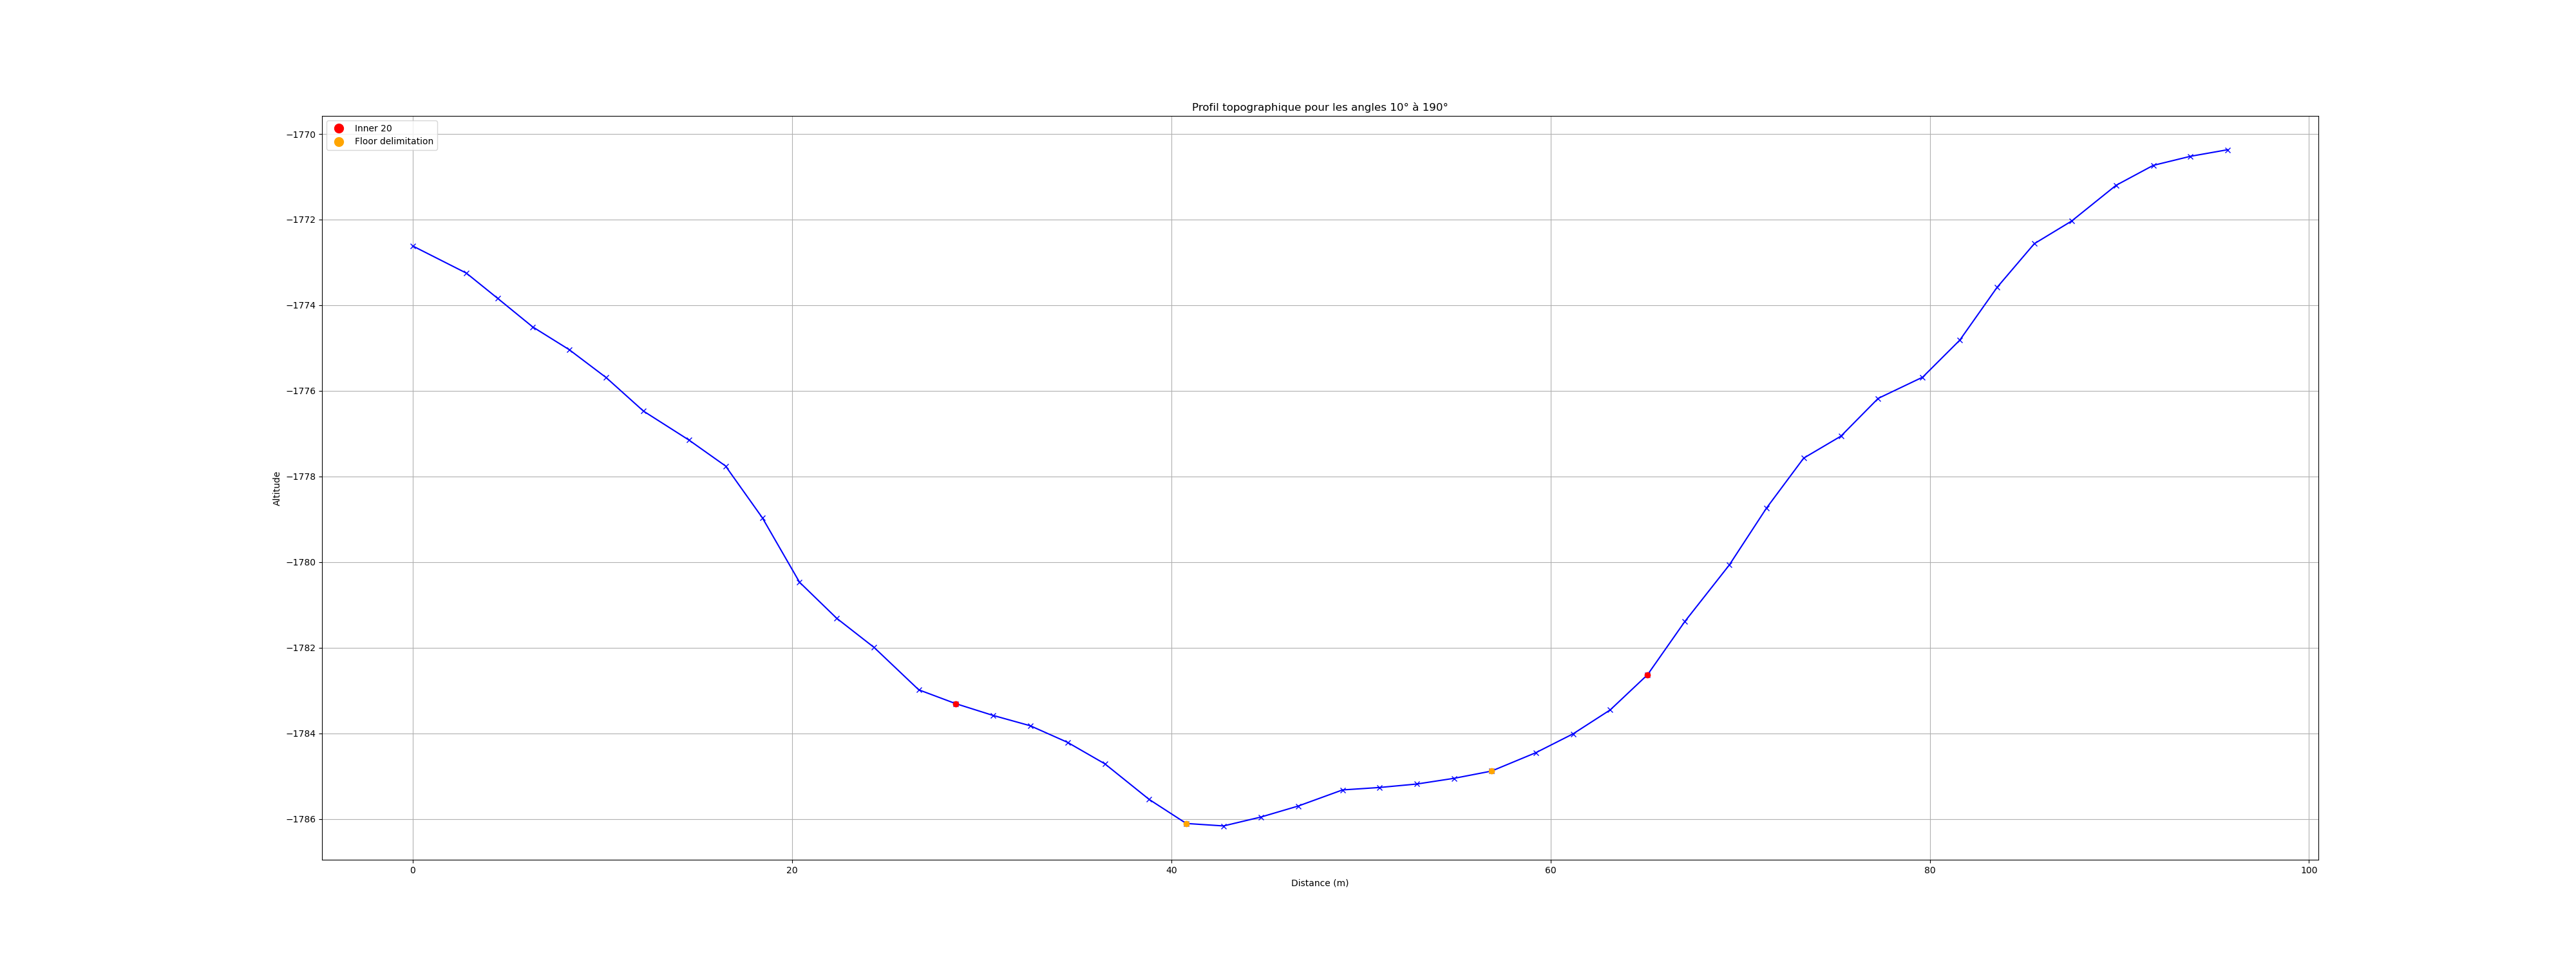 Profil topographique pour les angles 10° à 190°
Inner 20
Floor delimitation
−1770
−1772
−1774
−1776
−1778
−1780
−1782
−1784
−1786
Altitude
0 20 40 60 80 100
Distance (m)